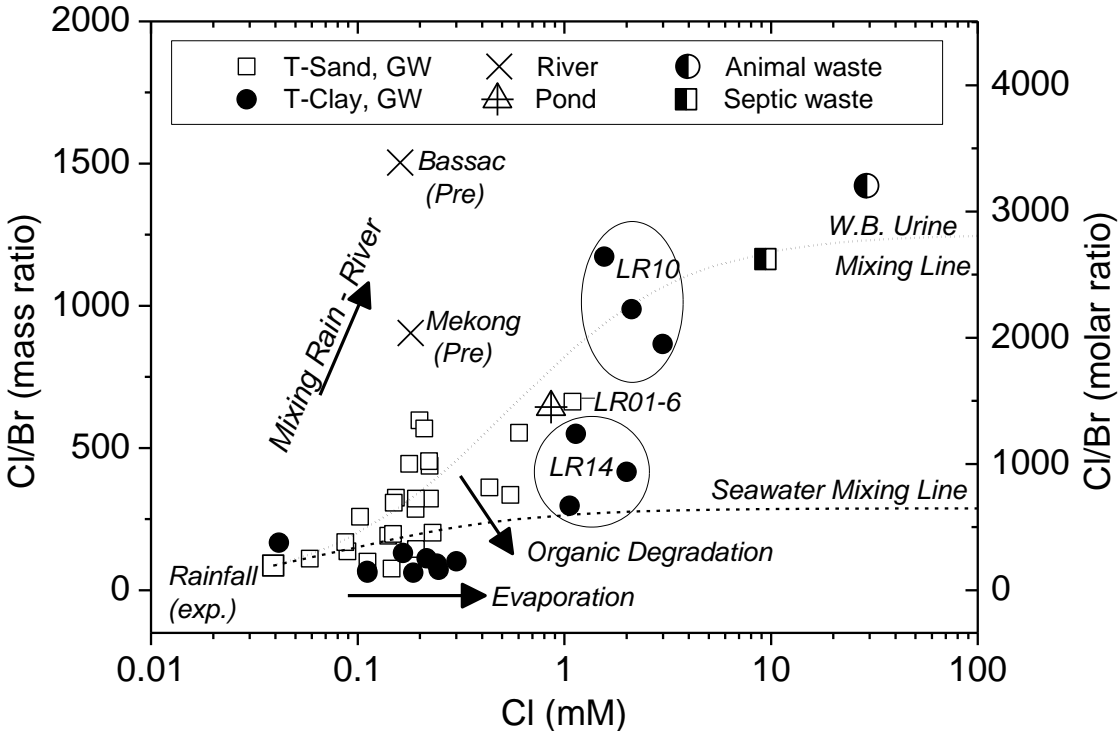 2000
1500
1000
500
0
Cl/Br (mass ratio)
4000
3000
2000
1000
0
Cl/Br (molar ratio)
T-Sand, GW
River
Animal waste
T-Clay, GW
Pond
Septic waste
Bassac
(Pre)
W.B. Urine
Mixing Line
LR10
Mixing Rain - River
Mekong
(Pre)
LR01-6
LR14
Seawater Mixing Line
Organic Degradation
Rainfall
(exp.)
Evaporation
0.01
0.1
1
10
100
Cl (mM)